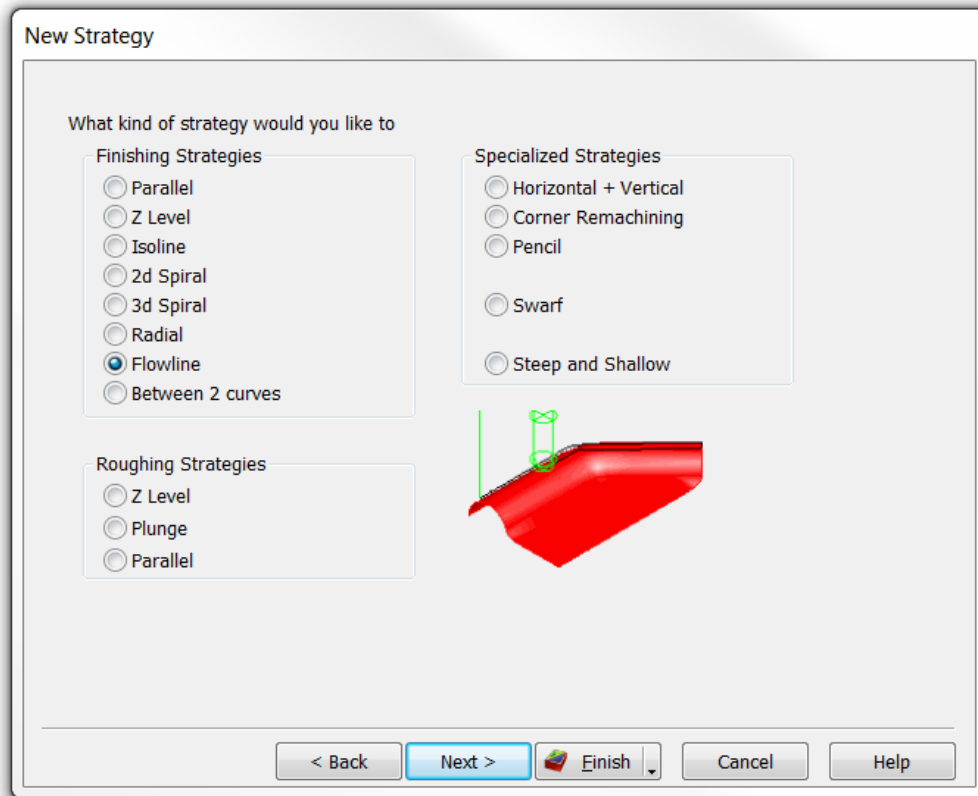 New Strategy
What kind of strategy would you like to
Finishing Strategies
Parallel
Z Level
Isoline
2d Spiral
3d Spiral
Radial
Flowline
Between 2 curves
Roughing Strategies
Z Level
Plunge
Parallel
Specialized Strategies
Horizontal + Vertical
Corner Remachining
Pencil
Swarf
Steep and Shallow
< Back Next > Finish Cancel Help